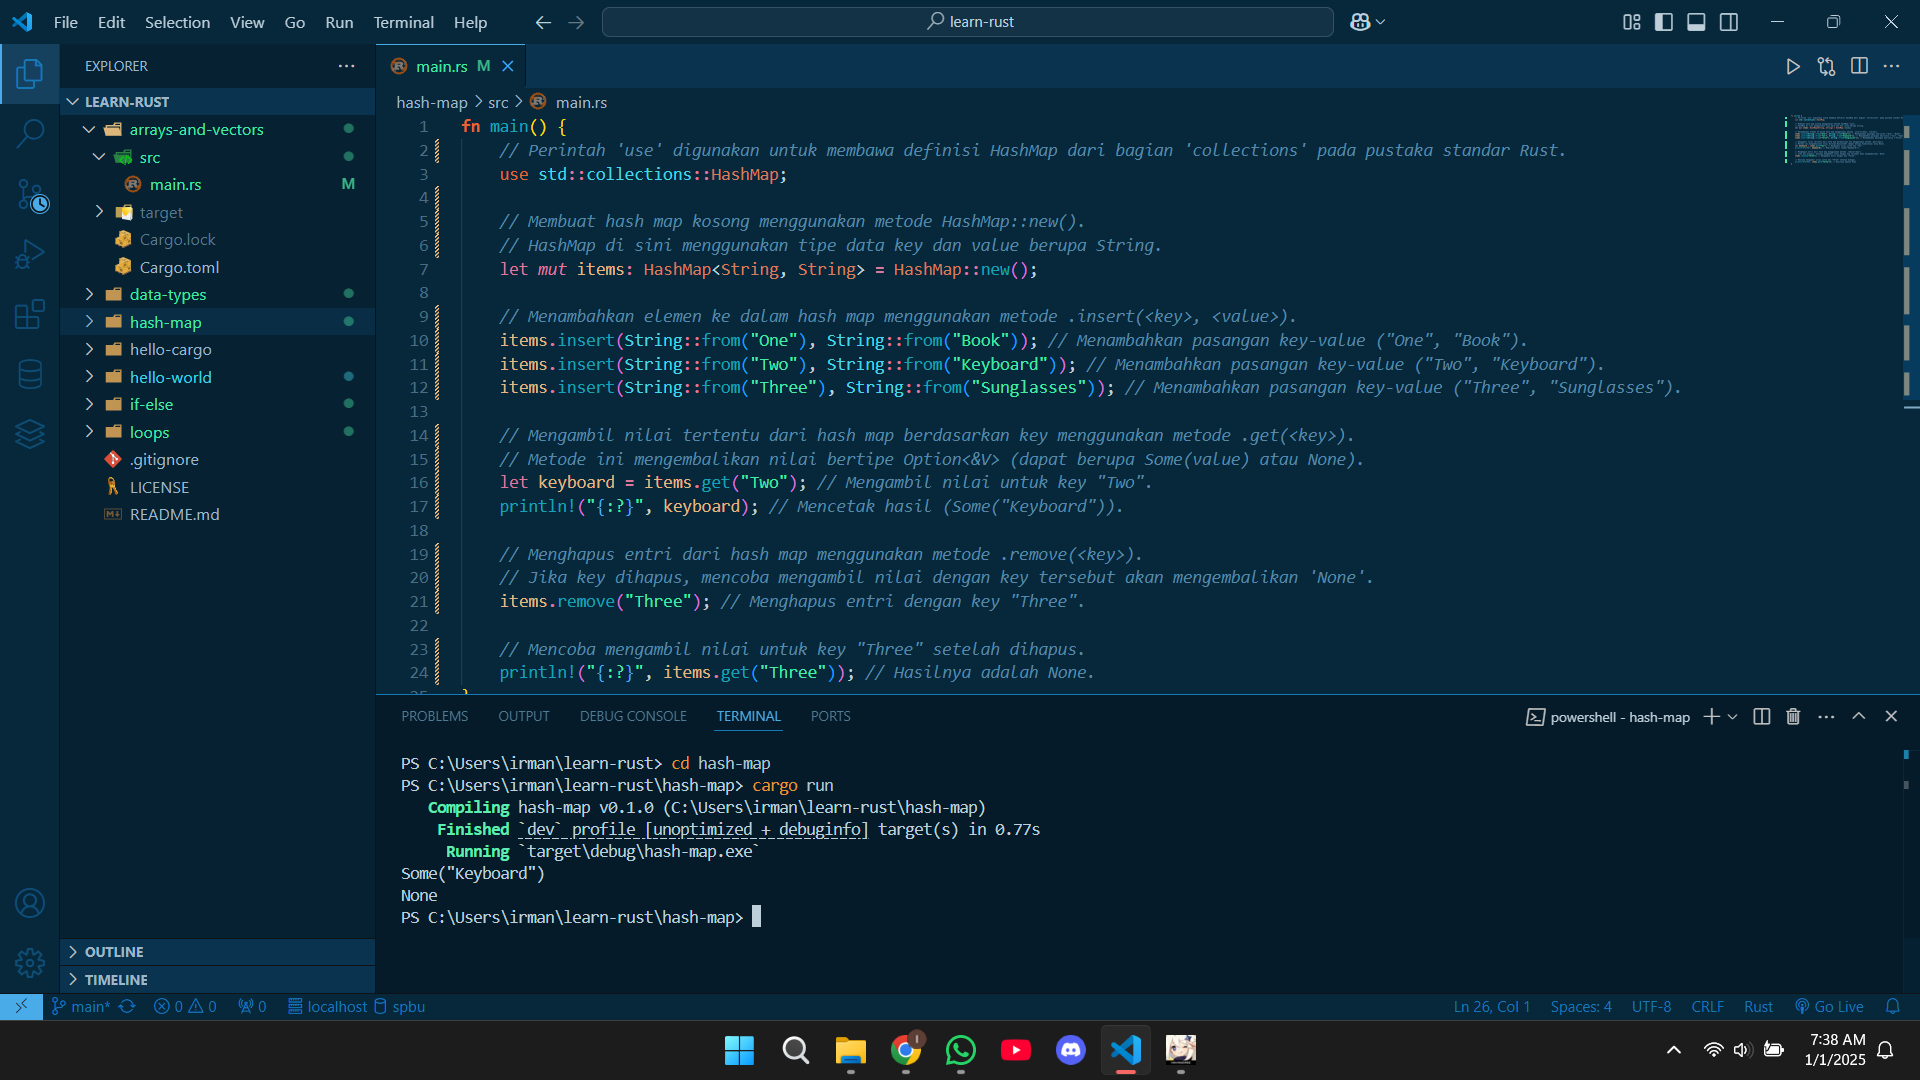 File Edit Selection View Go Run Terminal Help
learn-rust
EXPLORER
LEARN-RUST
arrays-and-vectors
src
main.rs M
target
Cargo.lock
Cargo.toml
data-types
hash-map
hello-cargo
hello-world
if-else
loops
.gitignore
LICENSE
README.md
OUTLINE
TIMELINE
main.rs M
hash-map > src > main.rs
1 fn main() {
2 // Perintah 'use' digunakan untuk membawa definisi HashMap dari bagian 'collections' pada pustaka standar Rust.
3 use std::collections::HashMap;
4
5 // Membuat hash map kosong menggunakan metode HashMap::new().
6 // HashMap di sini menggunakan tipe data key dan value berupa String.
7 let mut items: HashMap<String, String> = HashMap::new();
8
9 // Menambahkan elemen ke dalam hash map menggunakan metode .insert(<key>, <value>).
10 items.insert(String::from("One"), String::from("Book")); // Menambahkan pasangan key-value ("One", "Book").
11 items.insert(String::from("Two"), String::from("Keyboard")); // Menambahkan pasangan key-value ("Two", "Keyboard").
12 items.insert(String::from("Three"), String::from("Sunglasses")); // Menambahkan pasangan key-value ("Three", "Sunglasses").
13
14 // Mengambil nilai tertentu dari hash map berdasarkan key menggunakan metode .get(<key>).
15 // Metode ini mengembalikan nilai bertipe Option<&V> (dapat berupa Some(value) atau None).
16 let keyboard = items.get("Two"); // Mengambil nilai untuk key "Two".
17 println!("{:?}", keyboard); // Mencetak hasil (Some("Keyboard")).
18
19 // Menghapus entri dari hash map menggunakan metode .remove(<key>).
20 // Jika key dihapus, mencoba mengambil nilai dengan key tersebut akan mengembalikan 'None'.
21 items.remove("Three"); // Menghapus entri dengan key "Three".
22
23 // Mencoba mengambil nilai untuk key "Three" setelah dihapus.
24 println!("{:?}", items.get("Three")); // Hasilnya adalah None.
25 }
PROBLEMS OUTPUT DEBUG CONSOLE TERMINAL PORTS
powershell - hash-map
PS C:\Users\irman\learn-rust> cd hash-map
PS C:\Users\irman\learn-rust\hash-map> cargo run
Compiling hash-map v0.1.0 (C:\Users\irman\learn-rust\hash-map)
Finished `dev` profile [unoptimized + debuginfo] target(s) in 0.77s
Running `target\debug\hash-map.exe`
Some("Keyboard")
None
PS C:\Users\irman\learn-rust\hash-map>
main* 0 0 0 localhost spbu
Ln 26, Col 1 Spaces: 4 UTF-8 CRLF Rust Go Live
7:38 AM
1/1/2025